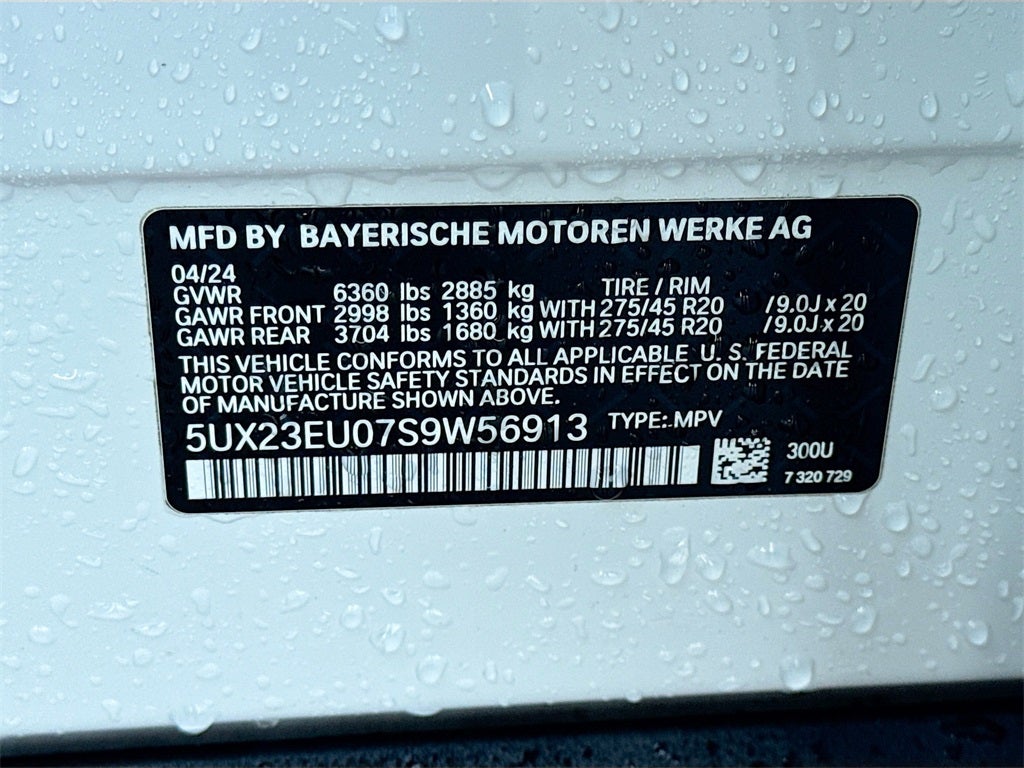 MFD BY BAYERISCHE MOTOREN WERKE AG
04/24
GVWR 6360 lbs 2885 kg TIRE / RIM
GAWR FRONT 2998 lbs 1360 kg WITH 275/45 R20 / 9.0J x 20
GAWR REAR 3704 lbs 1680 kg WITH 275/45 R20 / 9.0J x 20
THIS VEHICLE CONFORMS TO ALL APPLICABLE U. S. FEDERAL
MOTOR VEHICLE SAFETY STANDARDS IN EFFECT ON THE DATE
OF MANUFACTURE SHOWN ABOVE.
5UX23EU07S9W56913 TYPE: MPV
300U
7 320 729